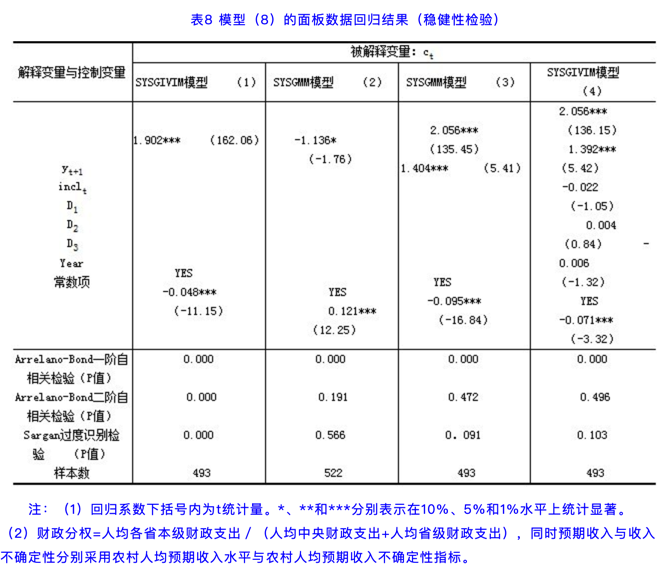 表8 模型（8）的面板数据回归结果（稳健性检验）
解释变量与控制变量
被解释变量: cₜ
SYSGIVIM模型 （1）
SYSGMM模型 （2）
SYSGMM模型 （3）
SYSGIVIM模型
（4）
yₜ₊₁
inclₜ
D₁
D₂
D₃
Year
常数项
1.902*** (162.06)
YES
-0.048***
(-11.15)
-1.136*
(-1.76)
YES
0.121***
(12.25)
2.056***
(135.45)
1.404*** (5.41)
YES
-0.095***
(-16.84)
2.056***
(136.15)
1.392***
(5.42)
-0.022
(-1.05)
0.004
(0.84) -
0.006
(-1.32)
YES
-0.071***
(-3.32)
Arrelano-Bond一阶自
相关检验（P值）
0.000 0.000 0.000 0.000
Arrelano-Bond二阶自
相关检验（P值）
0.000 0.191 0.472 0.496
Sargan过度识别检
验 （P值）
0.000 0.566 0.091 0.103
样本数 493 522 493 493
注：（1）回归系数下括号内为t统计量。*、**和***分别表示在10%、5%和1%水平上统计显著。
（2）财政分权=人均各省本级财政支出／（人均中央财政支出+人均省级财政支出），同时预期收入与收入
不确定性分别采用农村人均预期收入水平与农村人均预期收入不确定性指标。